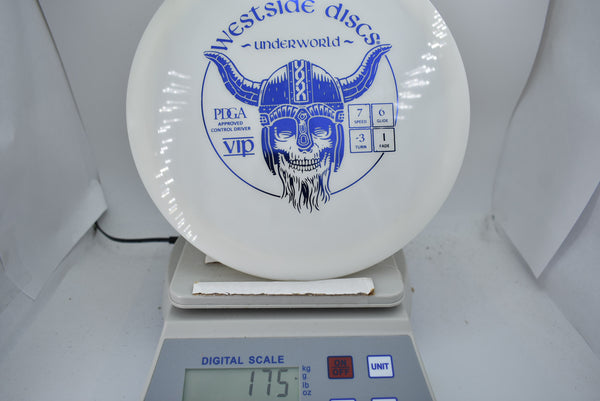 westside discs
~underworld~
PDGA
APPROVED
CONTROL DRIVER
VIP
7 6
SPEED GLIDE
-3 1
TURN FADE
DIGITAL SCALE
ON
OFF
UNIT
175
kg
g
lb
oz